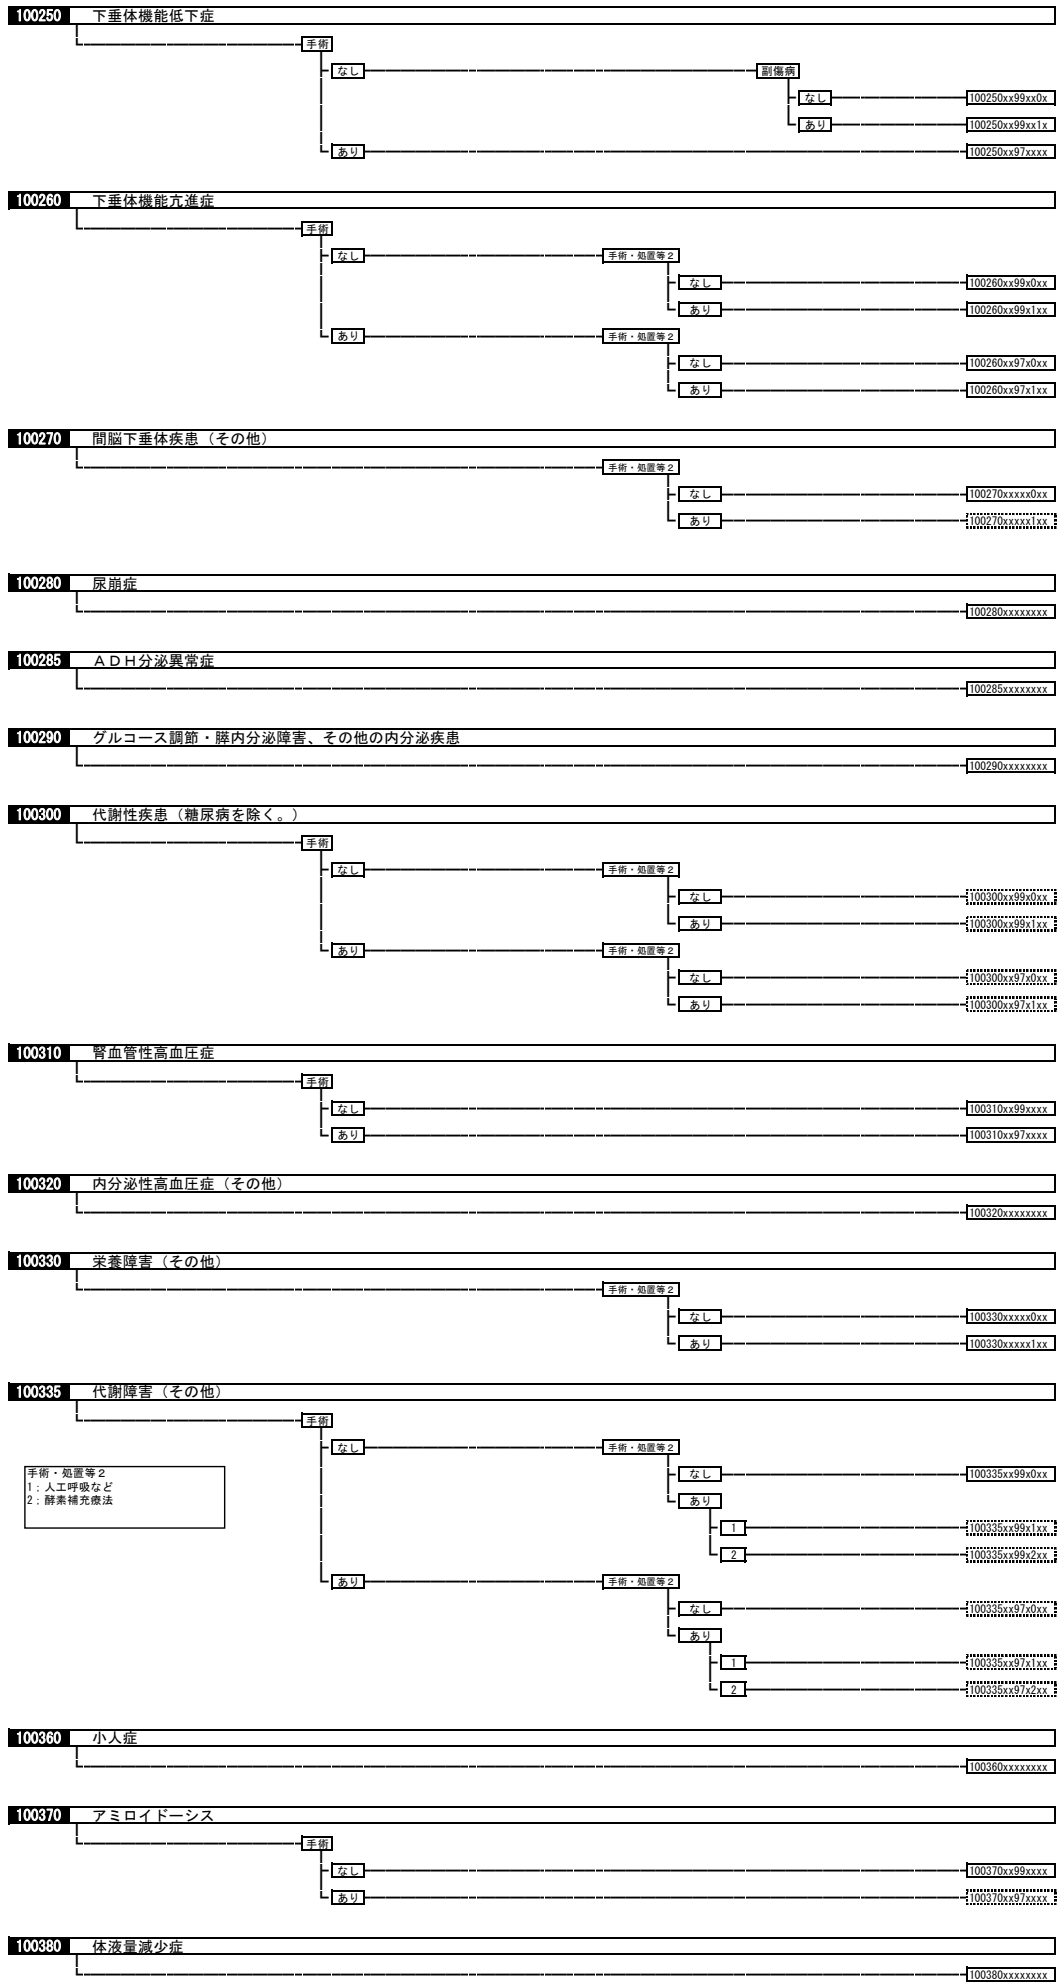 100250 下垂体機能低下症
手術
なし 副傷病
なし 100250xx99xx0x
あり 100250xx99xx1x
あり 100250xx97xxxx
100260 下垂体機能亢進症
手術
なし 手術・処置等2
なし 100260xx99x0xx
あり 100260xx99x1xx
あり 手術・処置等2
なし 100260xx97x0xx
あり 100260xx97x1xx
100270 間脳下垂体疾患（その他）
手術・処置等2
なし 100270xxxxx0xx
あり 100270xxxxx1xx
100280 尿崩症
100280xxxxxxxx
100285 ＡＤＨ分泌異常症
100285xxxxxxxx
100290 グルコース調節・膵内分泌障害、その他の内分泌疾患
100290xxxxxxxx
100300 代謝性疾患（糖尿病を除く。）
手術
なし 手術・処置等2
なし 100300xx99x0xx
あり 100300xx99x1xx
あり 手術・処置等2
なし 100300xx97x0xx
あり 100300xx97x1xx
100310 腎血管性高血圧症
手術
なし 100310xx99xxxx
あり 100310xx97xxxx
100320 内分泌性高血圧症（その他）
100320xxxxxxxx
100330 栄養障害（その他）
手術・処置等2
なし 100330xxxxx0xx
あり 100330xxxxx1xx
100335 代謝障害（その他）
手術
なし 手術・処置等2
手術・処置等2
1；人工呼吸など
2；酵素補充療法
なし 100335xx99x0xx
あり
1 100335xx99x1xx
2 100335xx99x2xx
あり 手術・処置等2
なし 100335xx97x0xx
あり
1 100335xx97x1xx
2 100335xx97x2xx
100360 小人症
100360xxxxxxxx
100370 アミロイドーシス
手術
なし 100370xx99xxxx
あり 100370xx97xxxx
100380 体液量減少症
100380xxxxxxxx